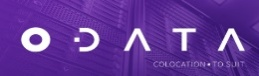 ODATA
COLOCATION • TO SUIT